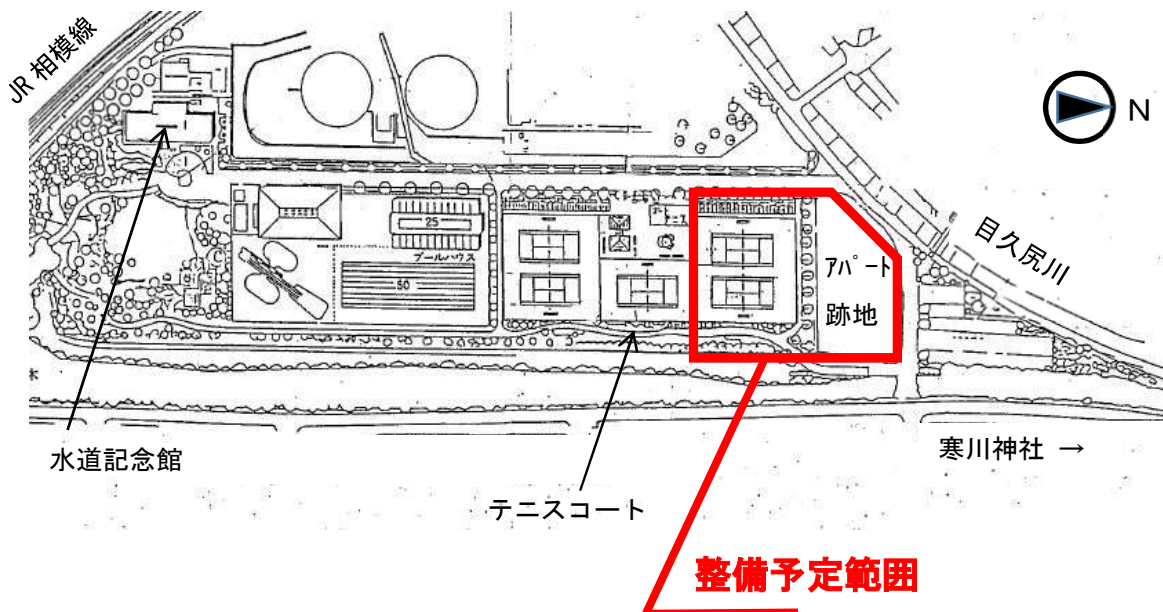 JR 相模線
N
25
プールハウス
50
目久尻川
アパート
跡地
水道記念館
テニスコート
寒川神社 →
整備予定範囲